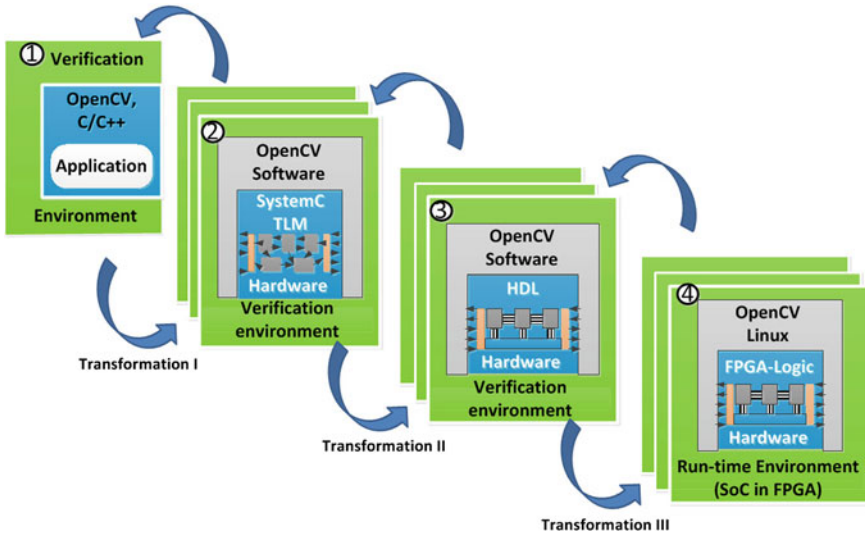 1
Verification
OpenCV,
C/C++
Application
Environment
Transformation I
2
OpenCV
Software
SystemC
TLM
Hardware
Verification
environment
Transformation II
3
OpenCV
Software
HDL
Hardware
Verification
environment
Transformation III
4
OpenCV
Linux
FPGA-Logic
Hardware
Run-time Environment
(SoC in FPGA)